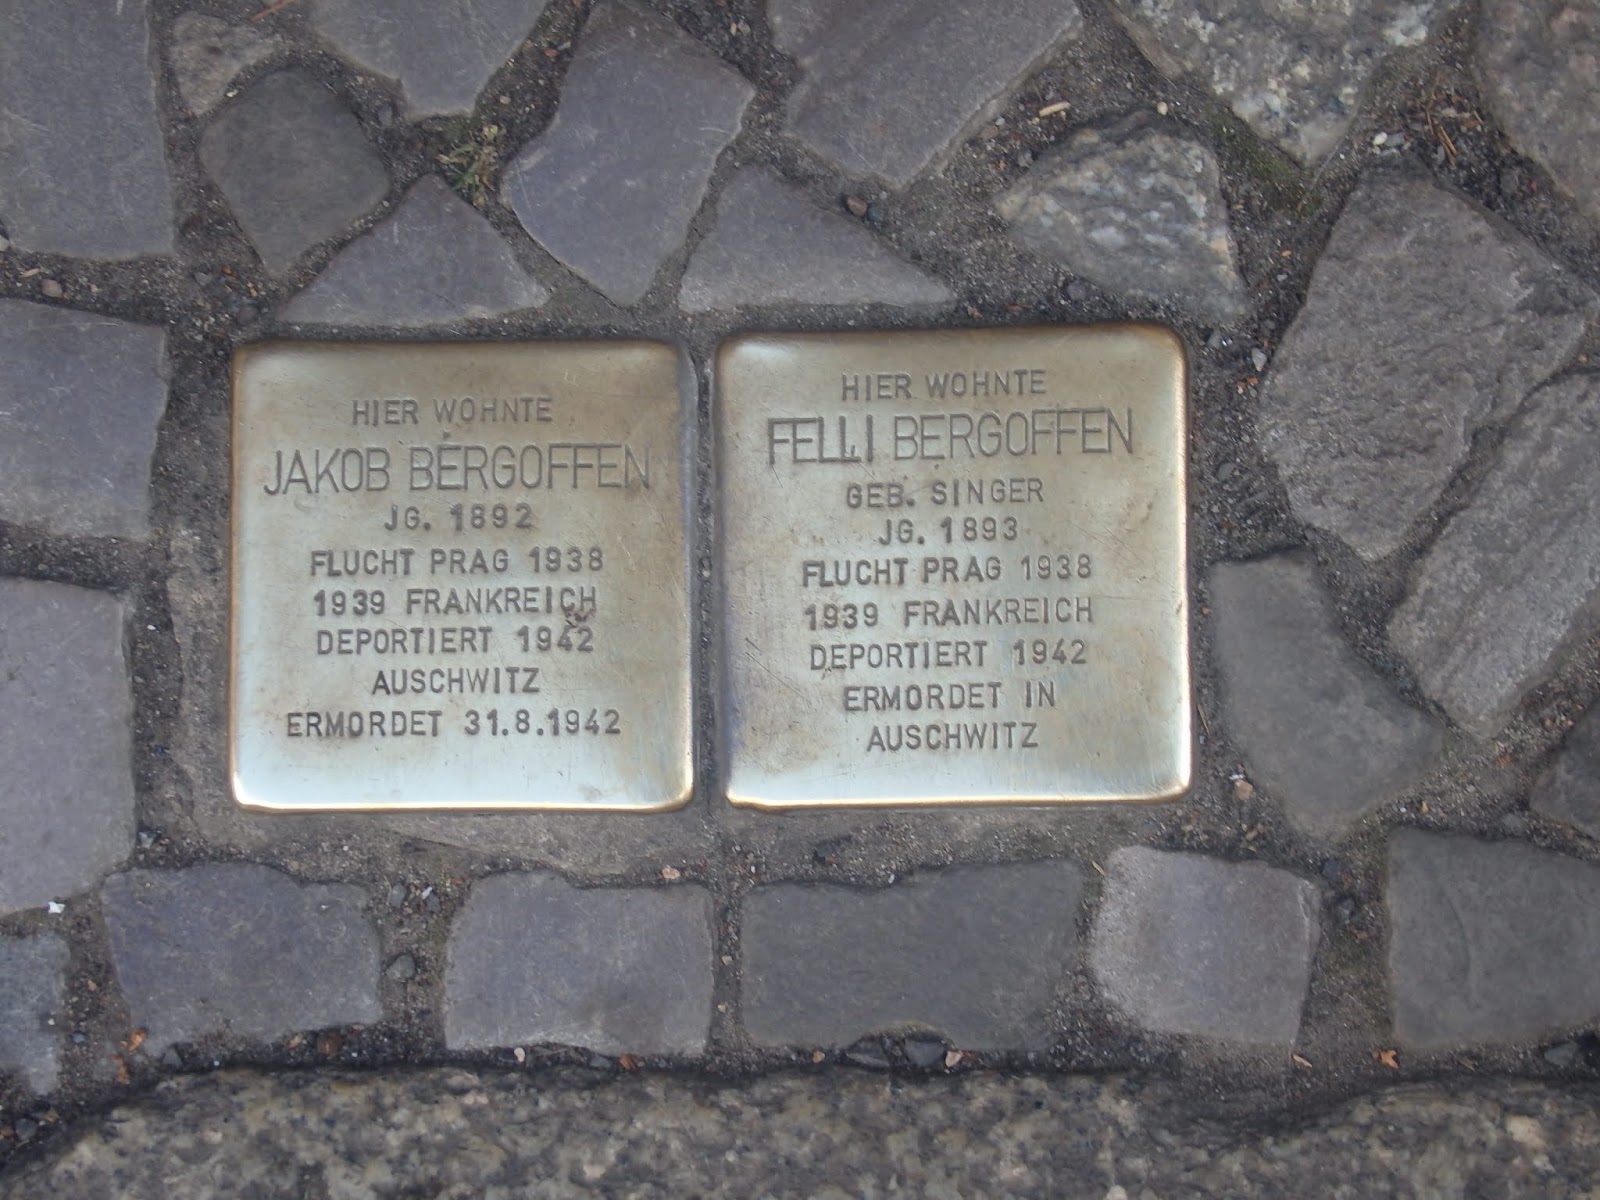 HIER WOHNTE
JAKOB BERGOFFEN
JG. 1892
FLUCHT PRAG 1938
1939 FRANKREICH
DEPORTIERT 1942
AUSCHWITZ
ERMORDET 31.8.1942
HIER WOHNTE
FELLI BERGOFFEN
GEB. SINGER
JG. 1893
FLUCHT PRAG 1938
1939 FRANKREICH
DEPORTIERT 1942
ERMORDET IN
AUSCHWITZ